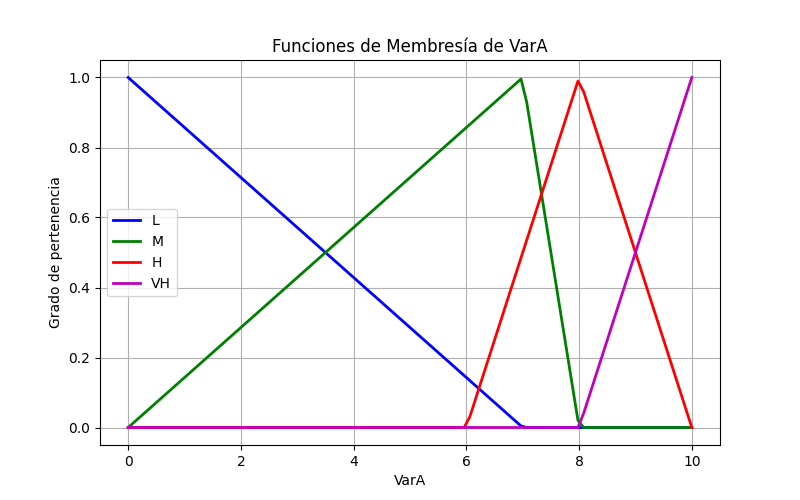 Funciones de Membresía de VarA
Grado de pertenencia
1.0
0.8
0.6
0.4
0.2
0.0
L
M
H
VH
0 2 4 6 8 10
VarA